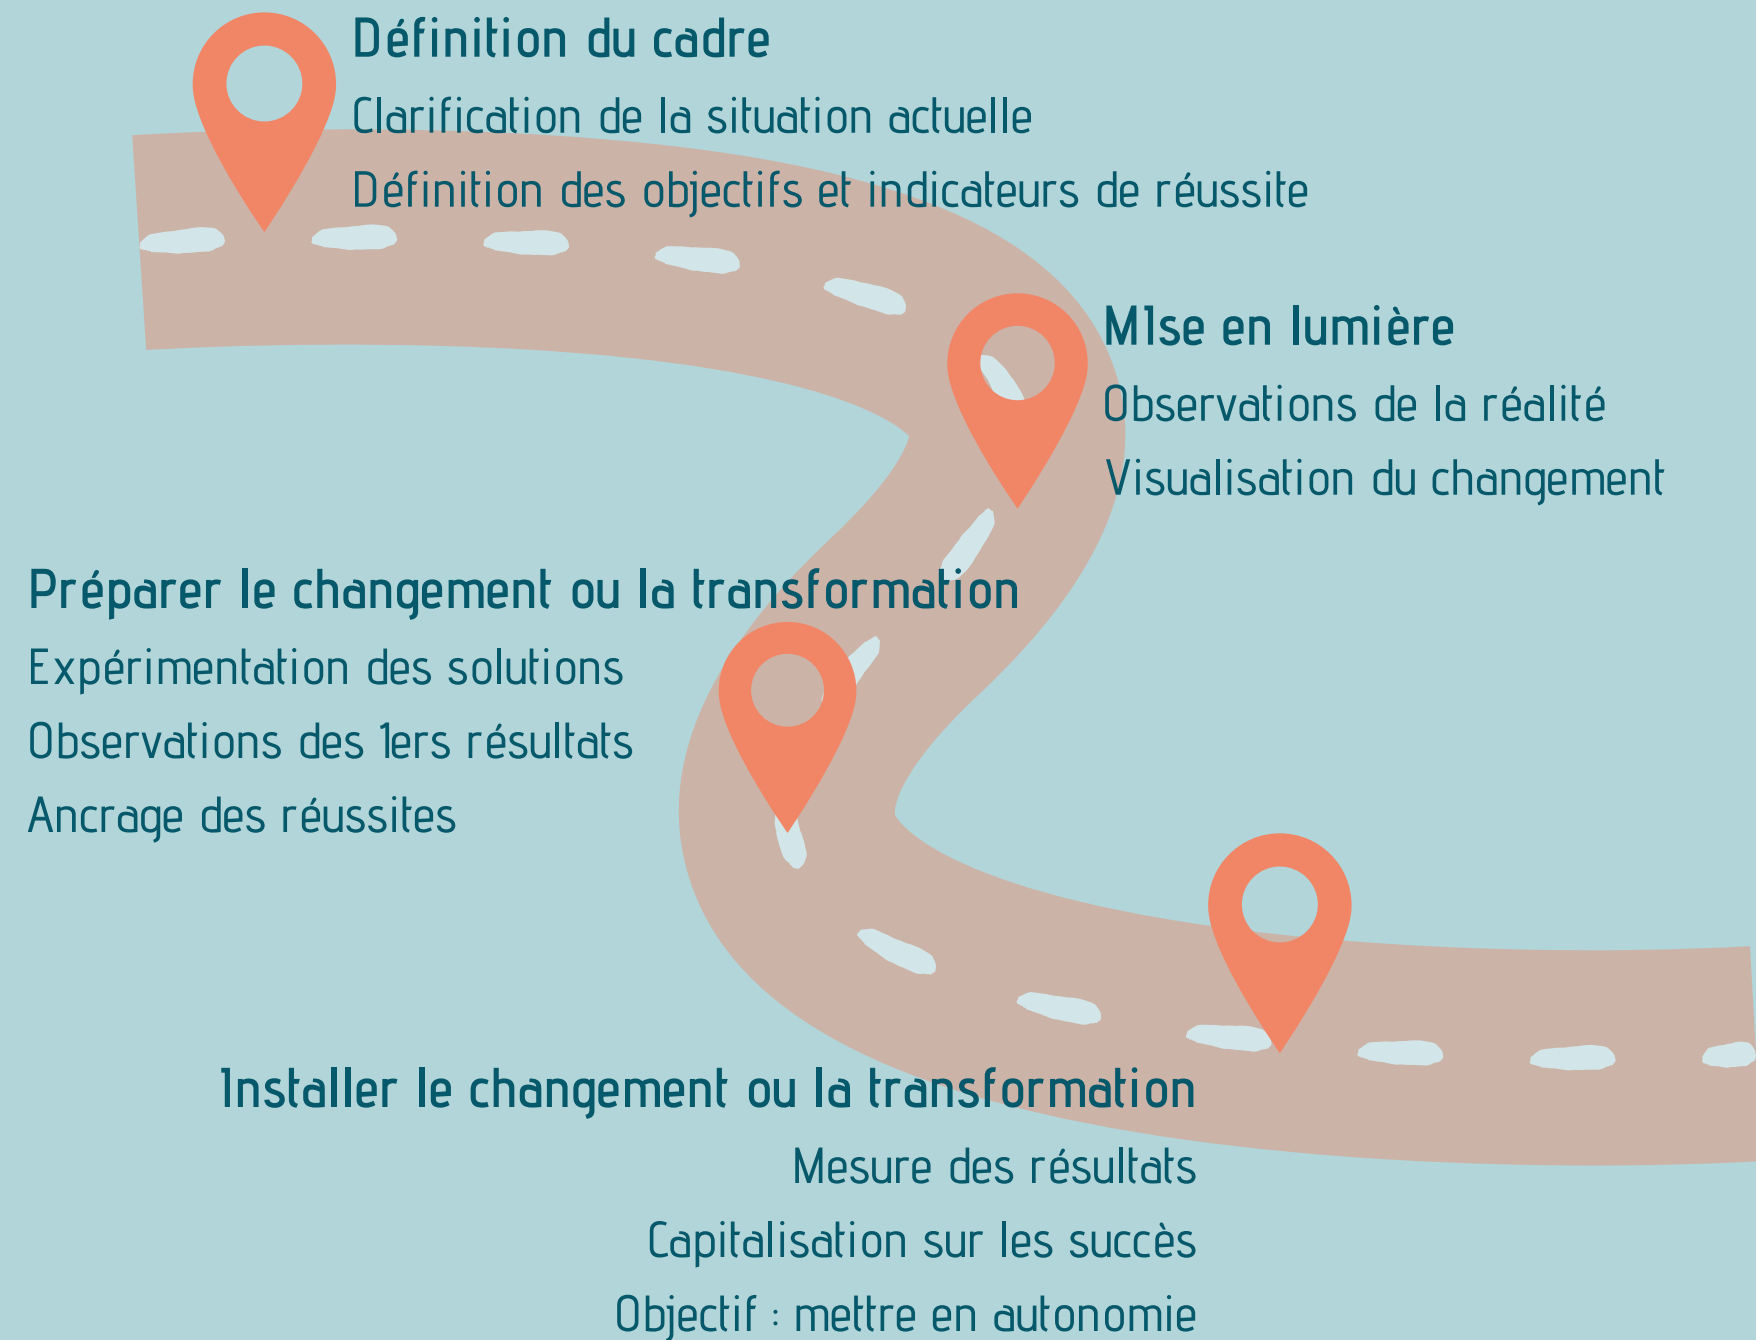 Définition du cadre
Clarification de la situation actuelle
Définition des objectifs et indicateurs de réussite
MIse en lumière
Observations de la réalité
Visualisation du changement
Préparer le changement ou la transformation
Expérimentation des solutions
Observations des 1ers résultats
Ancrage des réussites
Installer le changement ou la transformation
Mesure des résultats
Capitalisation sur les succès
Objectif : mettre en autonomie